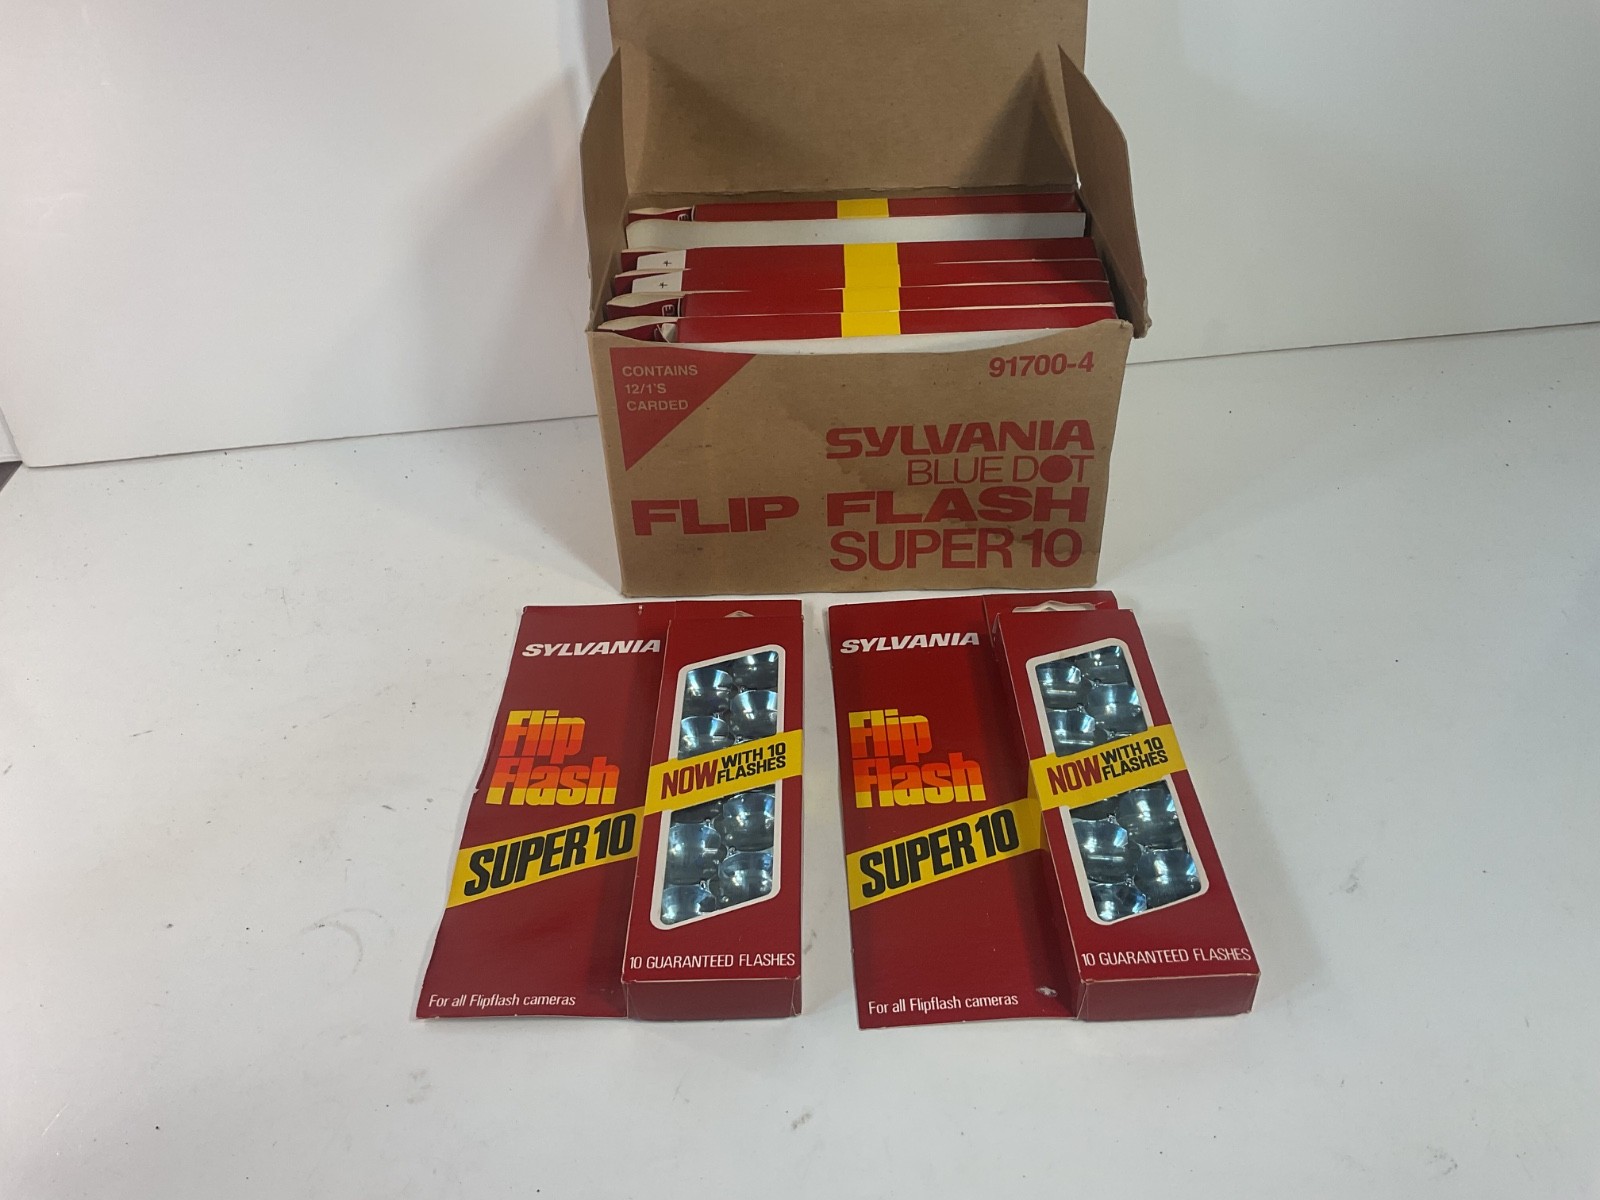 CONTAINS
12/1'S
CARDED
91700-4
SYLVANIA
BLUE DOT
FLIP FLASH
SUPER 10
SYLVANIA
Flip
Flash
SUPER 10
NOW WITH 10
FLASHES
10 GUARANTEED FLASHES
For all Flipflash cameras
SYLVANIA
Flip
Flash
SUPER 10
NOW WITH 10
FLASHES
10 GUARANTEED FLASHES
For all Flipflash cameras